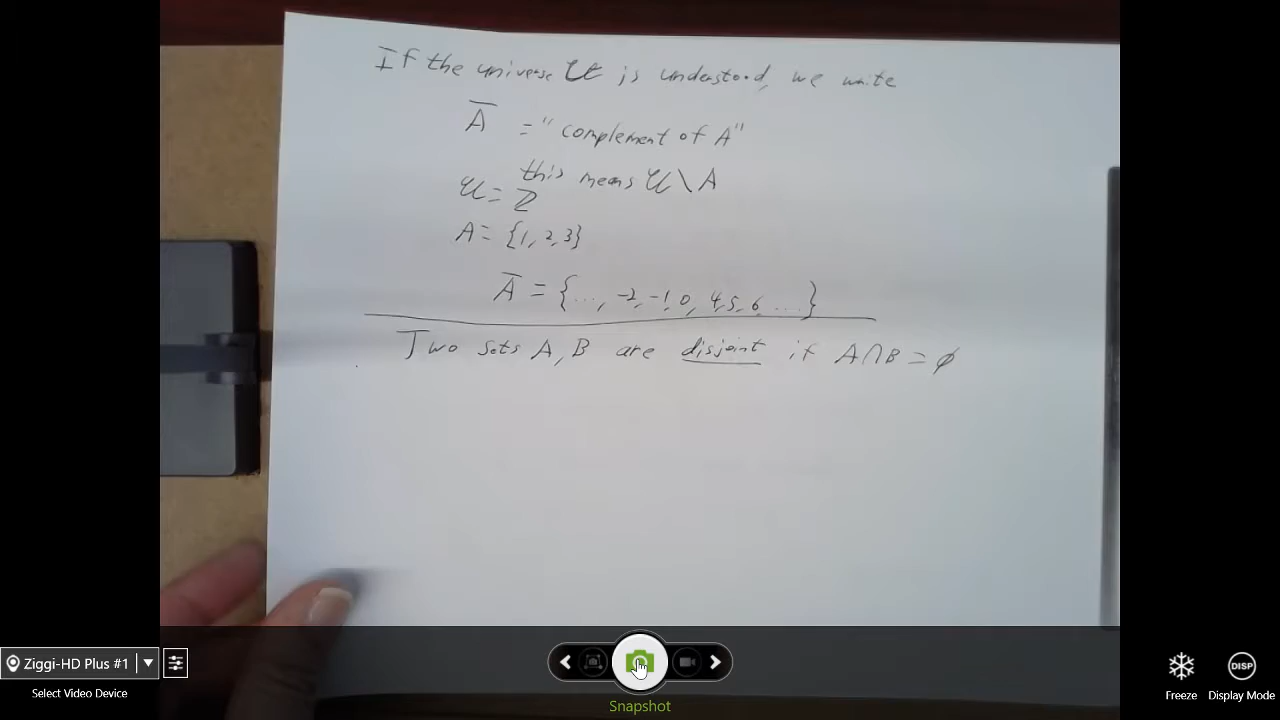 If the universe 𝒰 is understood, we write
A̅ = "complement of A"
this means 𝒰 \ A
𝒰 = ℤ
A = {1, 2, 3}
A̅ = {..., -2, -1, 0, 4, 5, 6, ...}
Two sets A, B are disjoint if A∩B = ∅
Ziggi-HD Plus #1
Select Video Device
Snapshot
Freeze
DISP
Display Mode